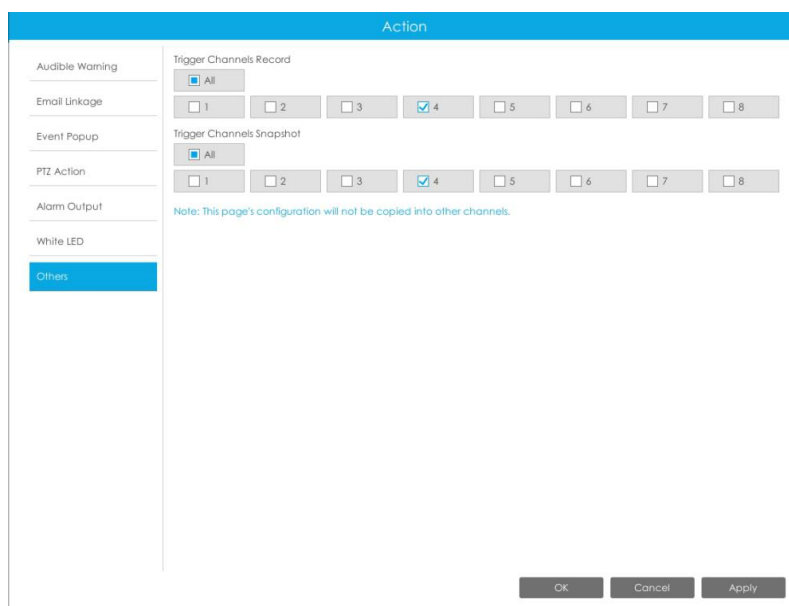 Action
Audible Warning
Email Linkage
Event Popup
PTZ Action
Alarm Output
White LED
Others
Trigger Channels Record
All
1 2 3 4 5 6 7 8
Trigger Channels Snapshot
All
1 2 3 4 5 6 7 8
Note: This page's configuration will not be copied into other channels.
OK Cancel Apply